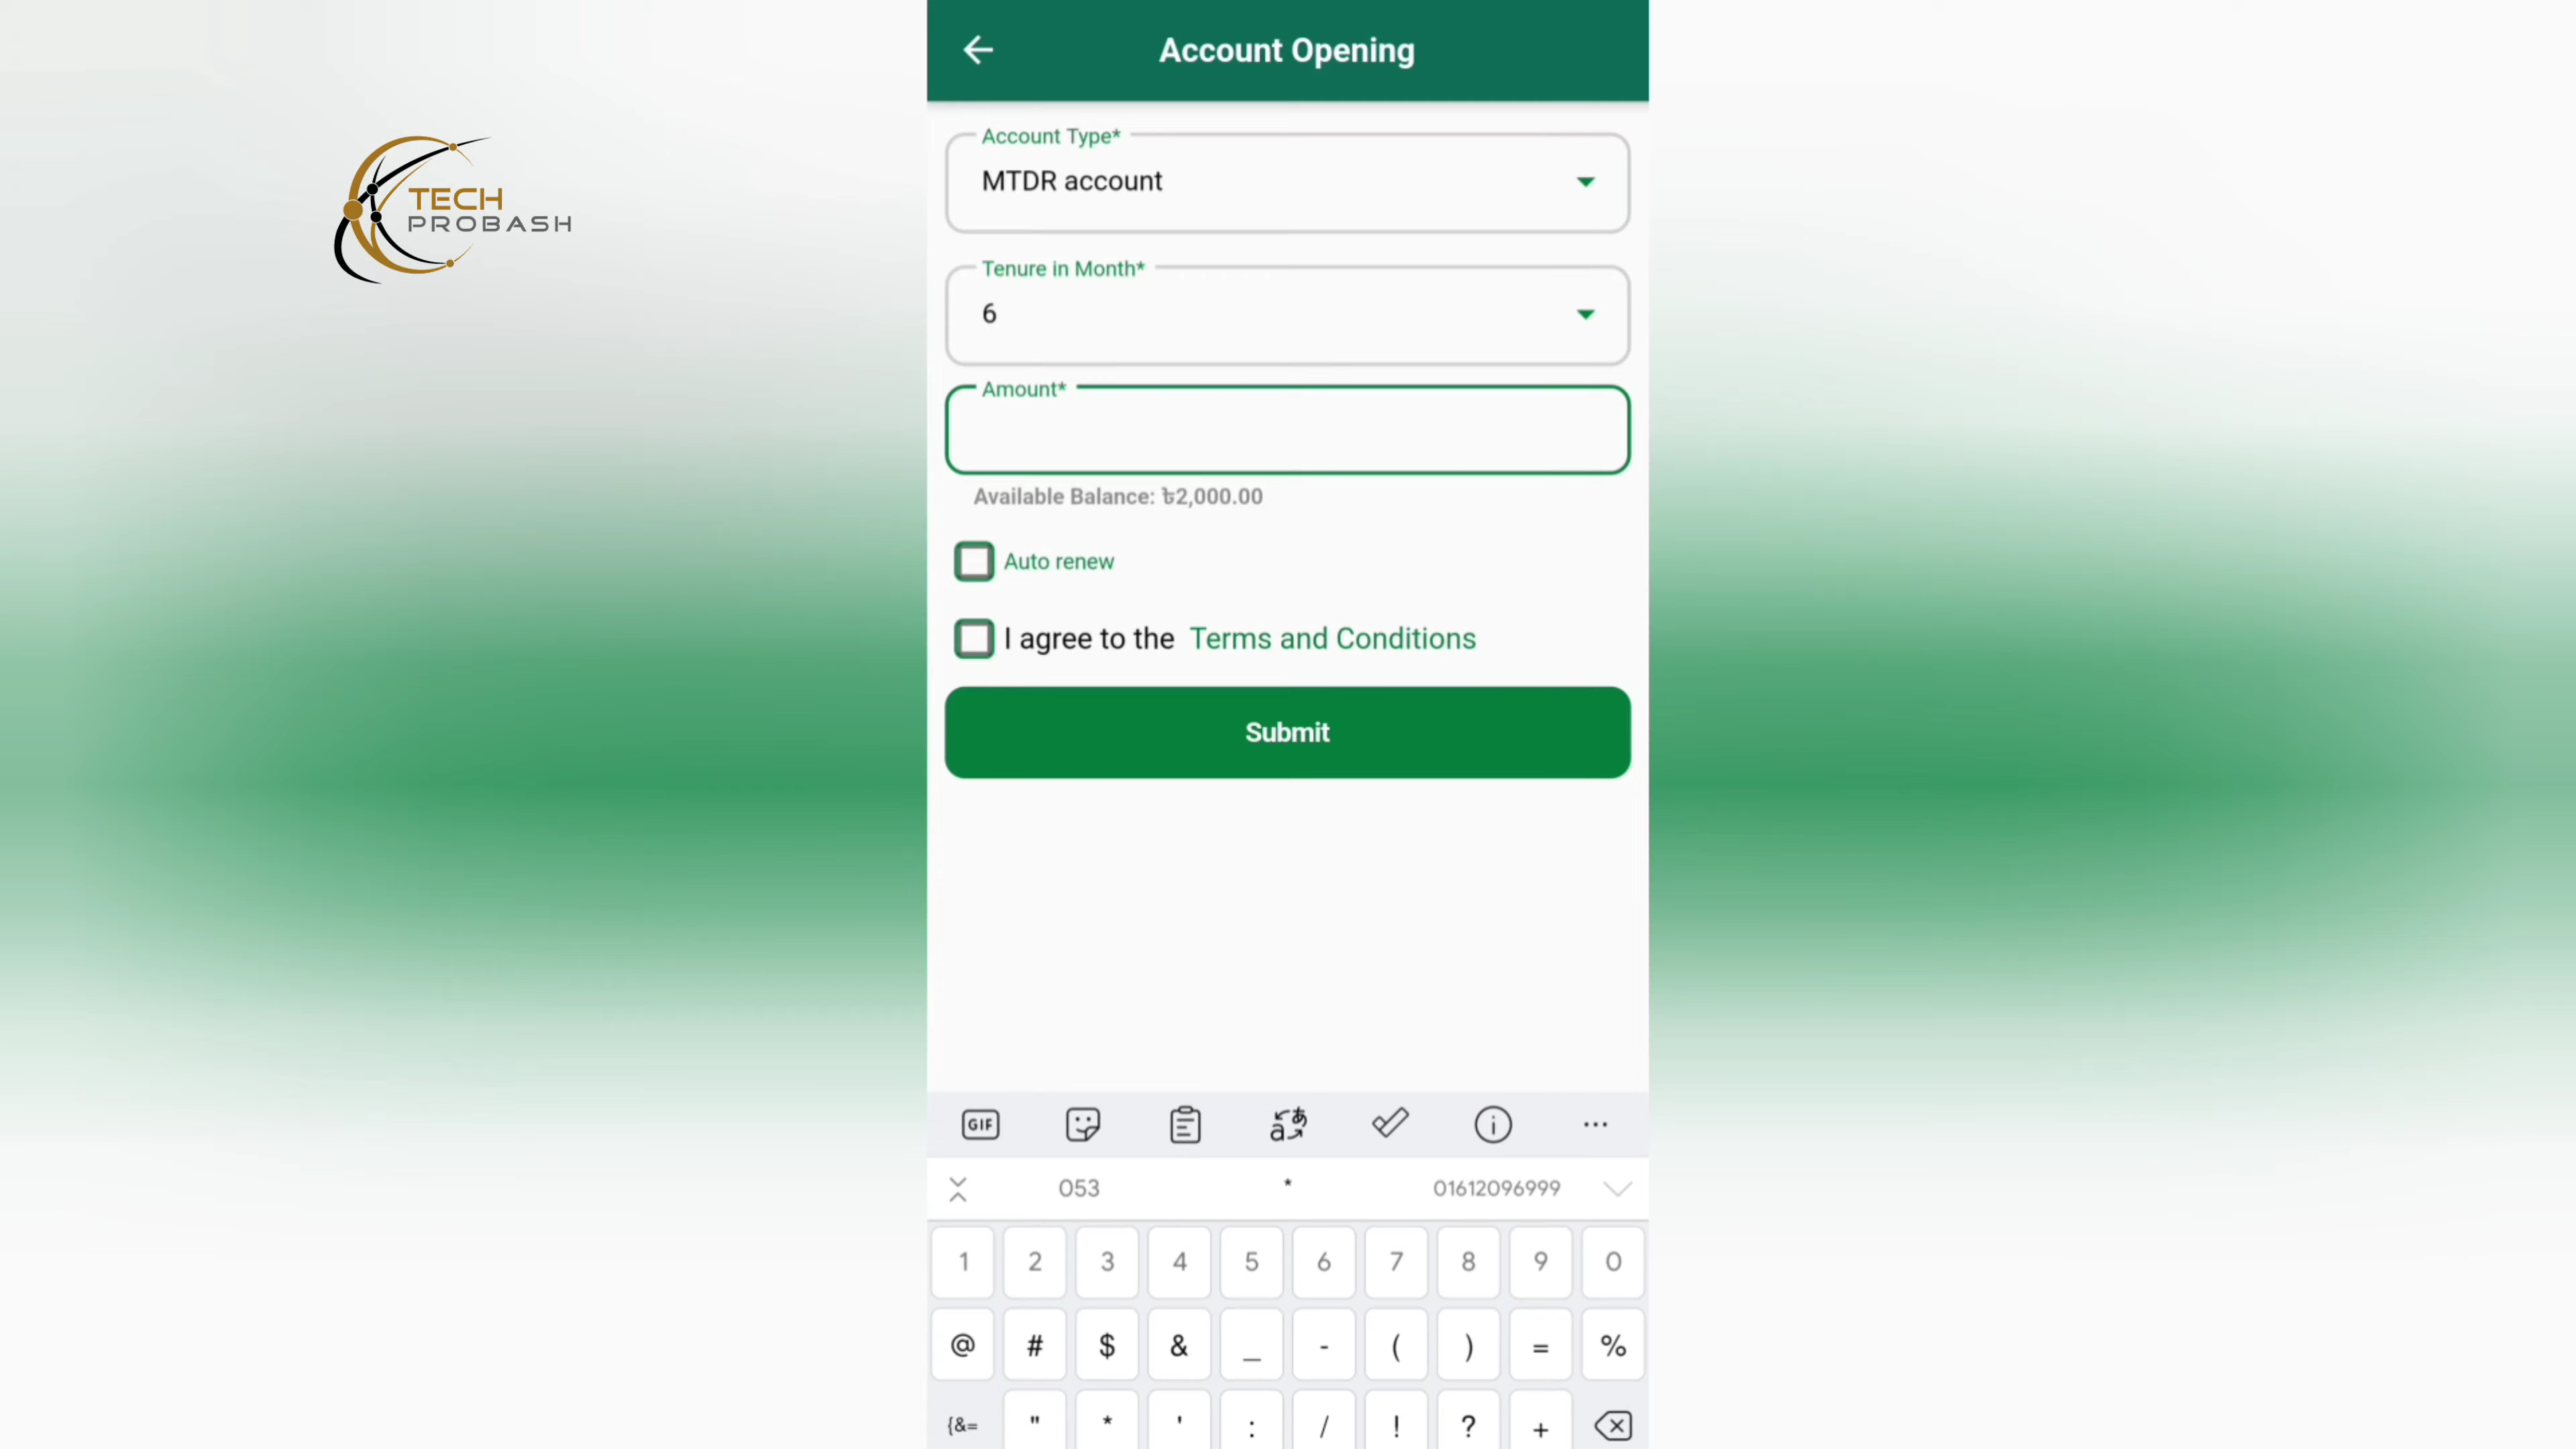 Account Opening
TECH
PROBASH
Account Type*
MTDR account
Tenure in Month*
6
Amount*
Available Balance: ৳2,000.00
Auto renew
I agree to the Terms and Conditions
Submit
GIF
053 * 01612096999
1 2 3 4 5 6 7 8 9 0
@ # $ & _ - ( ) = %
{&= " * ' : / ! ? +